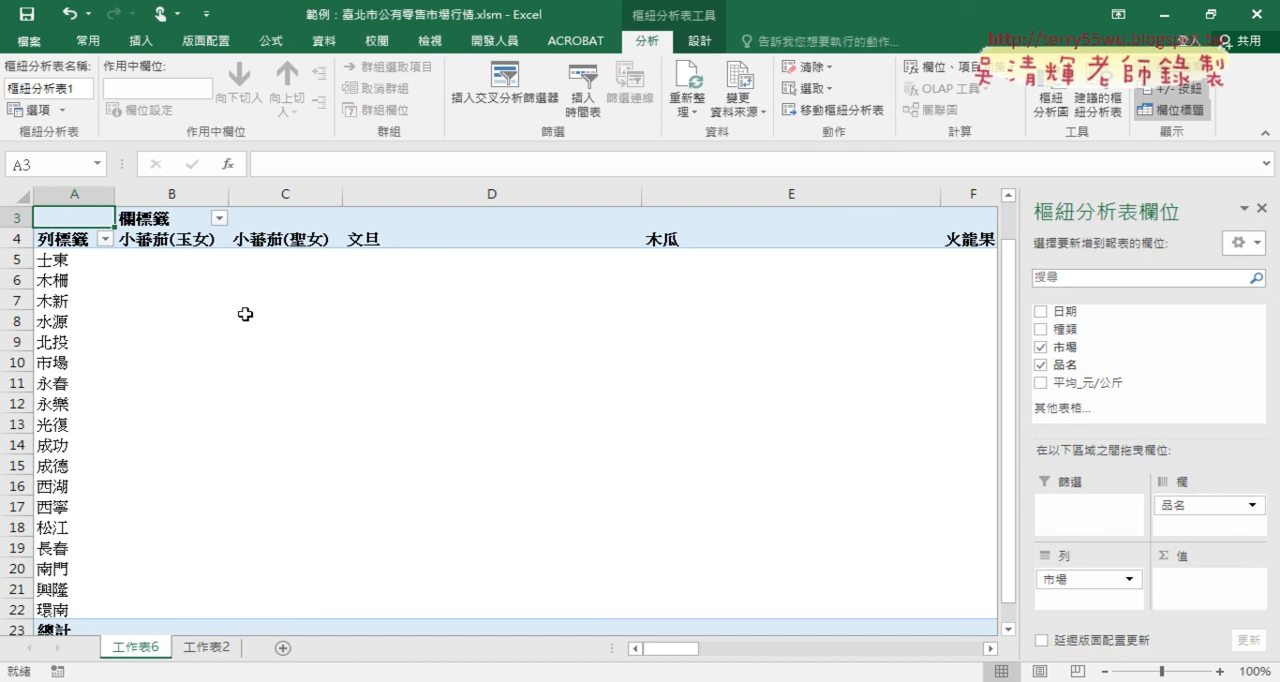 範例：臺北市公有零售市場行情.xlsm - Excel
樞紐分析表工具
檔案 常用 插入 版面配置 公式 資料 校閱 檢視 開發人員 ACROBAT 分析 設計 告訴我您想要執行的動作... 登入 共用
http://terry55wu.blogspot.tw
吳清輝老師錄製
樞紐分析表名稱:
樞紐分析表1
選項
樞紐分析表
作用中欄位:
欄位設定
向下切入
向上切入
作用中欄位
群組選取項目
取消群組
群組欄位
群組
插入交叉分析篩選器
插入時間表
篩選連線
篩選
重新整理
變更資料來源
資料
清除
選取
移動樞紐分析表
動作
欄位、項目
OLAP 工具
關聯圖
計算
樞紐分析圖
建議的樞紐分析表
工具
+/- 按鈕
欄位標題
顯示
A3
fx
A B C D E F
3 欄標籤
4 列標籤 小蕃茄(玉女) 小蕃茄(聖女) 文旦 木瓜 火龍果
5 士東
6 木柵
7 木新
8 水源
9 北投
10 市場
11 永春
12 永樂
13 光復
14 成功
15 成德
16 西湖
17 西寧
18 松江
19 長春
20 南門
21 興隆
22 環南
23 總計
樞紐分析表欄位
選擇要新增到報表的欄位:
搜尋
日期
種類
市場
品名
平均_元/公斤
其他表格...
在以下區域之間拖曳欄位:
篩選
欄
品名
列
市場
Σ 值
延遲版面配置更新
更新
工作表6 工作表2
就緒
100%